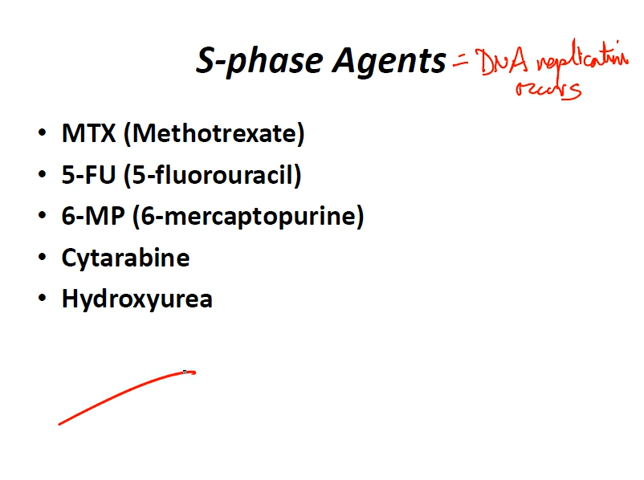 S-phase Agents = DNA replication
occurs
• MTX (Methotrexate)
• 5-FU (5-fluorouracil)
• 6-MP (6-mercaptopurine)
• Cytarabine
• Hydroxyurea